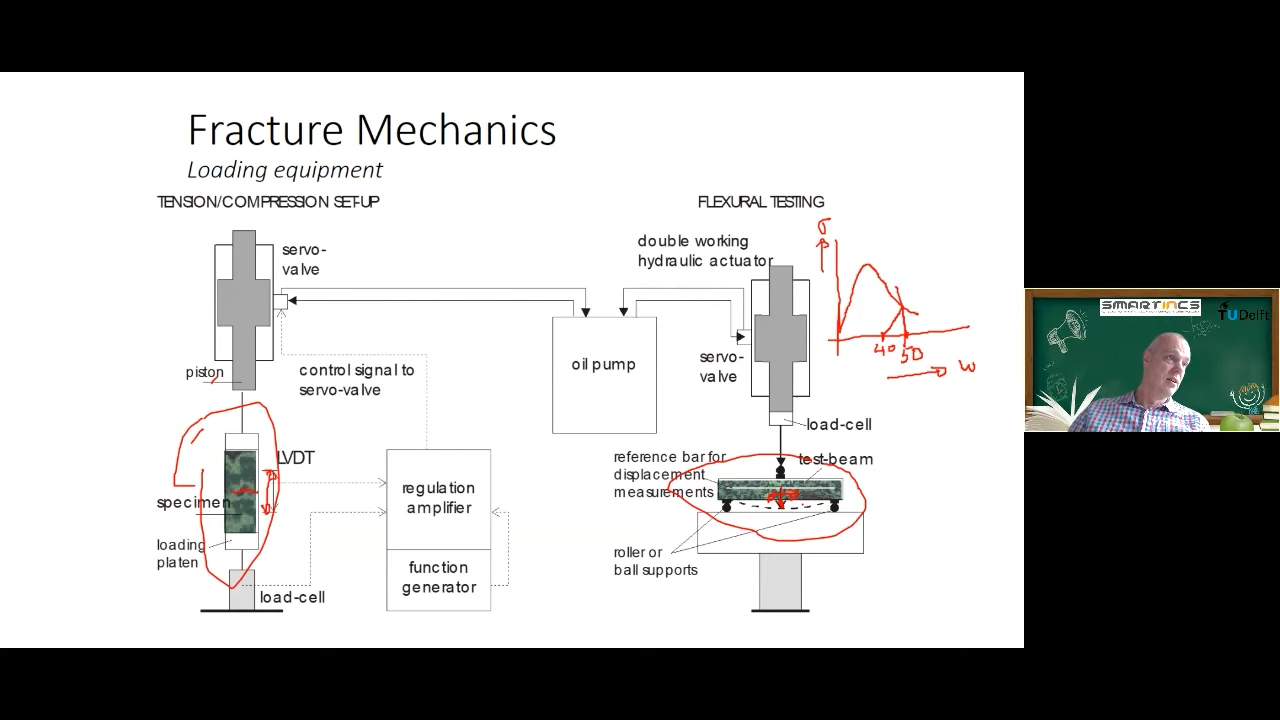 Fracture Mechanics
Loading equipment
TENSION/COMPRESSION SET-UP
servo-
valve
piston
control signal to
servo-valve
LVDT
specimen
loading
platen
load-cell
regulation
amplifier
function
generator
oil pump
FLEXURAL TESTING
double working
hydraulic actuator
servo-
valve
load-cell
reference bar for
displacement
measurements
test-beam
roller or
ball supports
σ
40
50
w
SMARTINCS
TUDelft